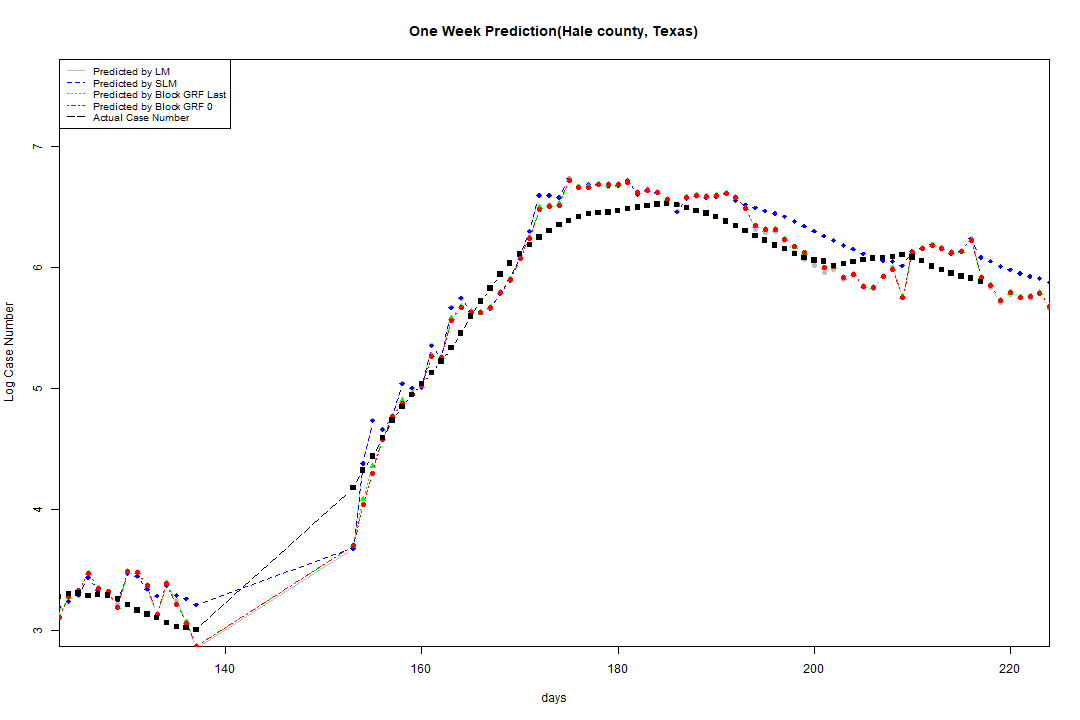 One Week Prediction(Hale county, Texas)
Predicted by LM
Predicted by SLM
Predicted by Block GRF Last
Predicted by Block GRF 0
Actual Case Number
7
6
5
4
3
Log Case Number
140 160 180 200 220
days